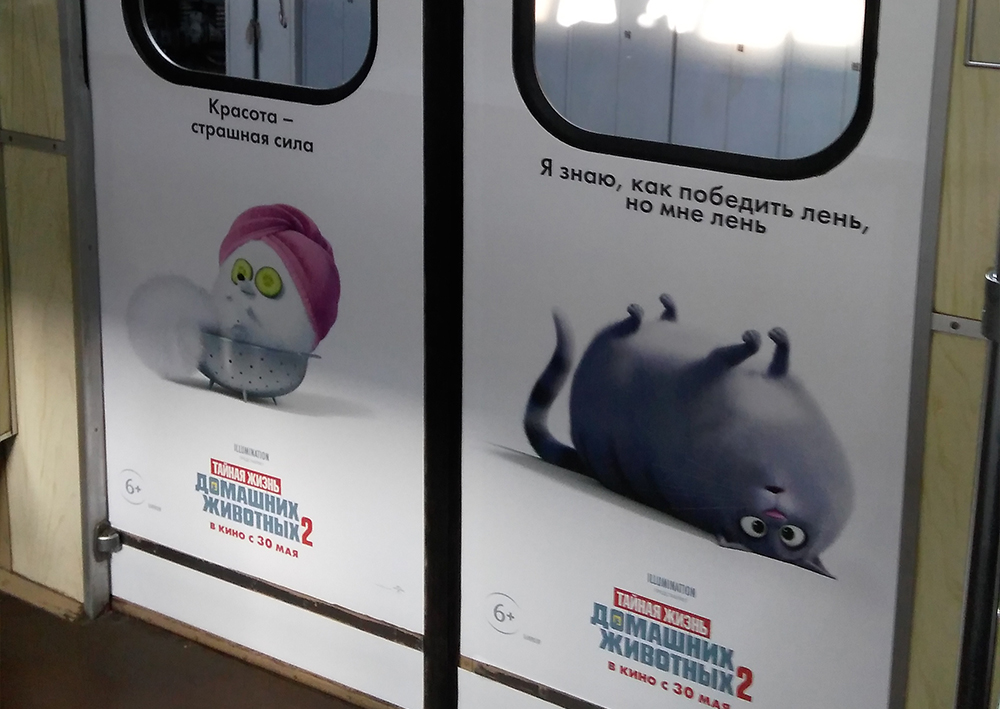 Красота –
страшная сила
ILLUMINATION
ТАЙНАЯ ЖИЗНЬ
ДОМАШНИХ
ЖИВОТНЫХ 2
В КИНО С 30 МАЯ
6+
Я знаю, как победить лень,
но мне лень
ILLUMINATION
ТАЙНАЯ ЖИЗНЬ
ДОМАШНИХ
ЖИВОТНЫХ 2
В КИНО С 30 МАЯ
6+